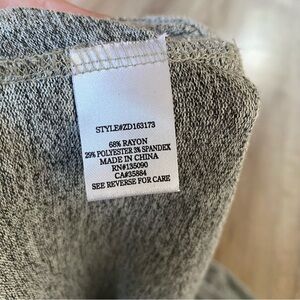 STYLE#ZD163173
68% RAYON
29% POLYESTER 3% SPANDEX
MADE IN CHINA
RN#135090
CA#35884
SEE REVERSE FOR CARE